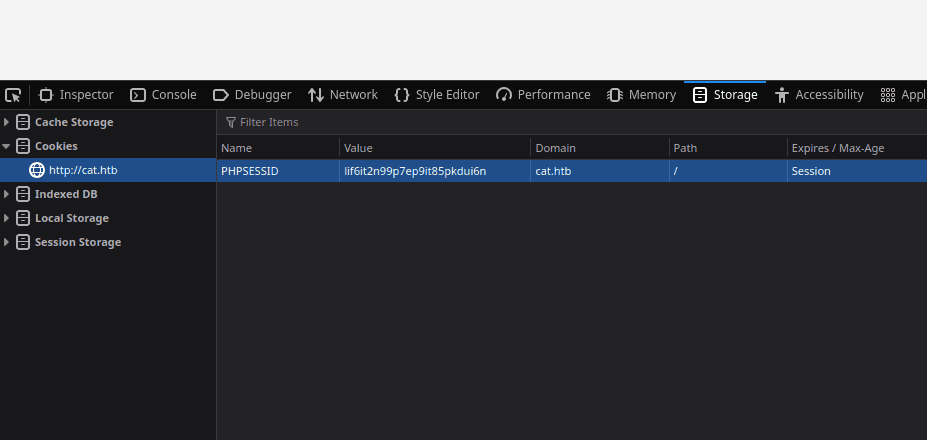 Inspector Console Debugger Network Style Editor Performance Memory Storage Accessibility Appl
Cache Storage
Filter Items
Cookies
Name Value Domain Path Expires / Max-Age
http://cat.htb
PHPSESSID lif6it2n99p7ep9it85pkdui6n cat.htb / Session
Indexed DB
Local Storage
Session Storage